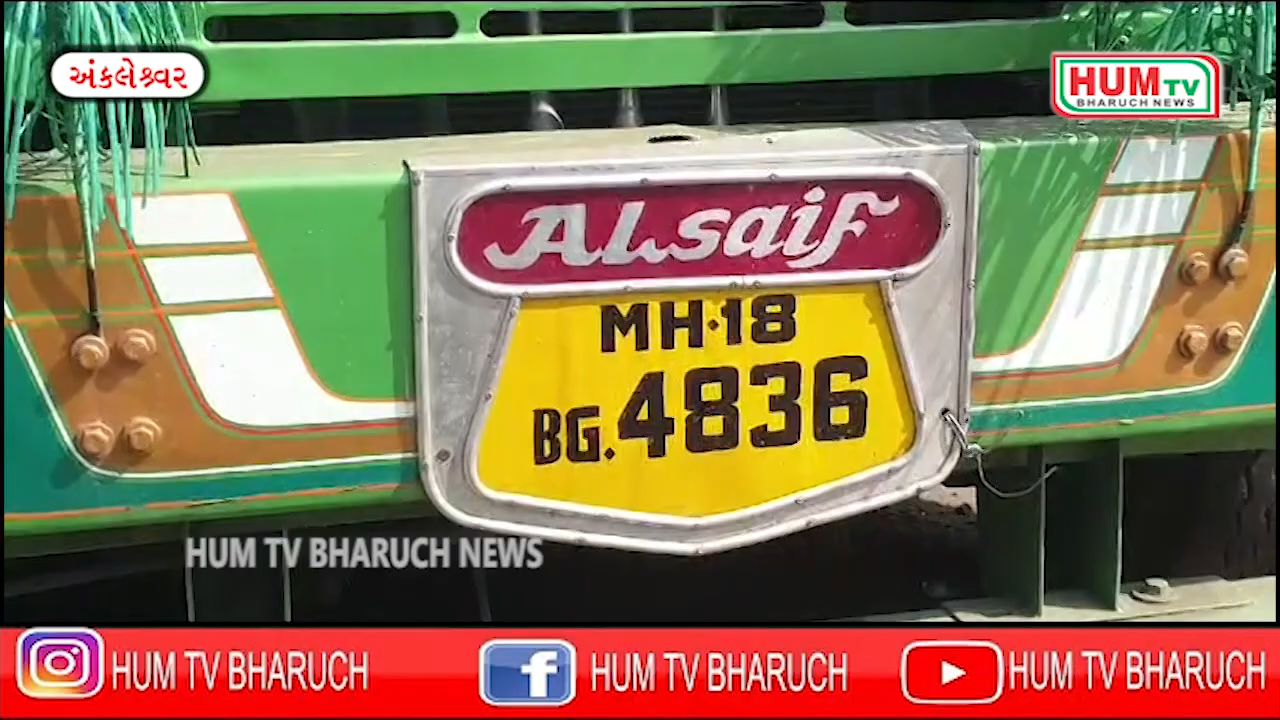 અંકલેશ્વર
HUM TV
BHARUCH NEWS
ALSaiF
MH·18
BG.4836
HUM TV BHARUCH NEWS
HUM TV BHARUCH
HUM TV BHARUCH
HUM TV BHARUCH